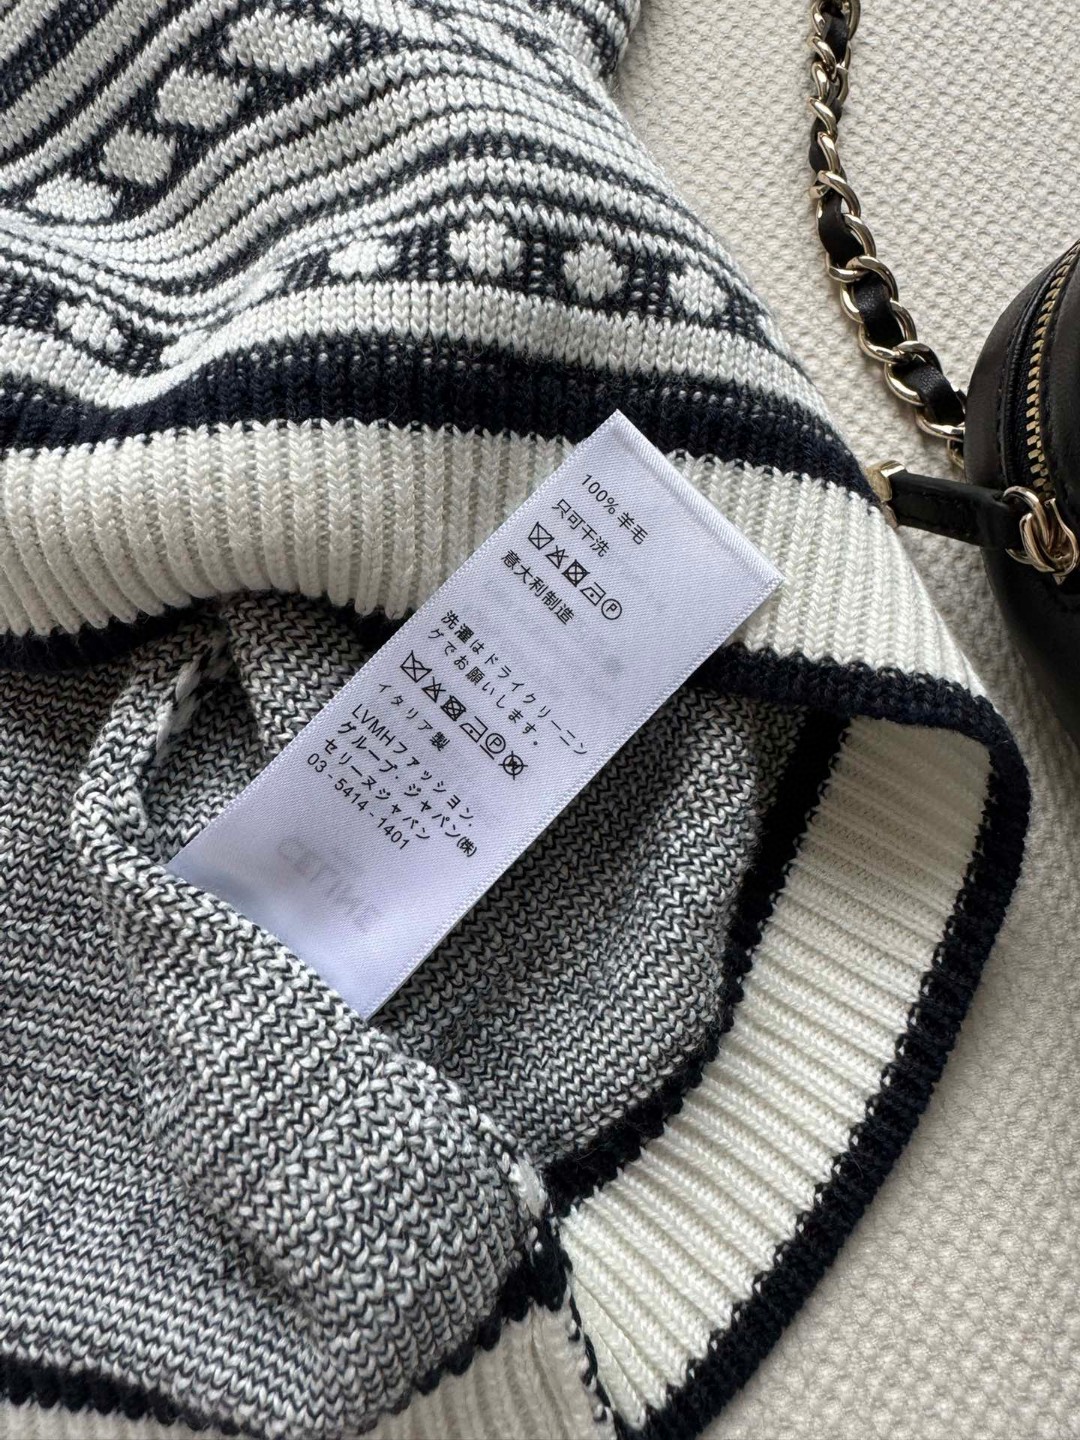 100% 羊毛
只可干洗
意大利制造
洗濯はドライクリーニン
グでお願いします。
イタリア製
LVMHファッション.
グループ. ジャパン(株)
セリーヌジャパン
03-5414-1401